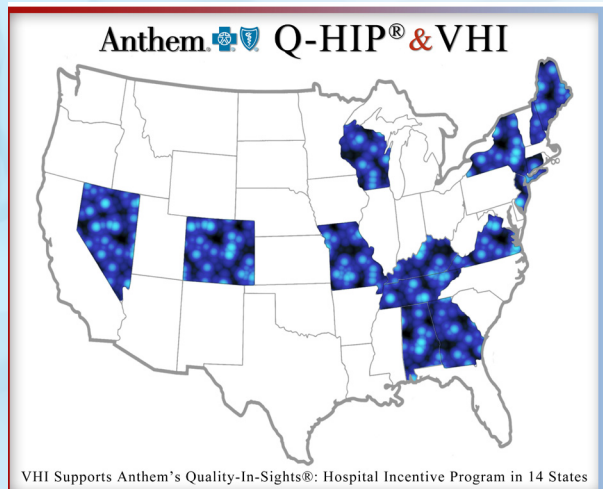 Anthem. Q-HIP® & VHI
VHI Supports Anthem's Quality-In-Sights®: Hospital Incentive Program in 14 States